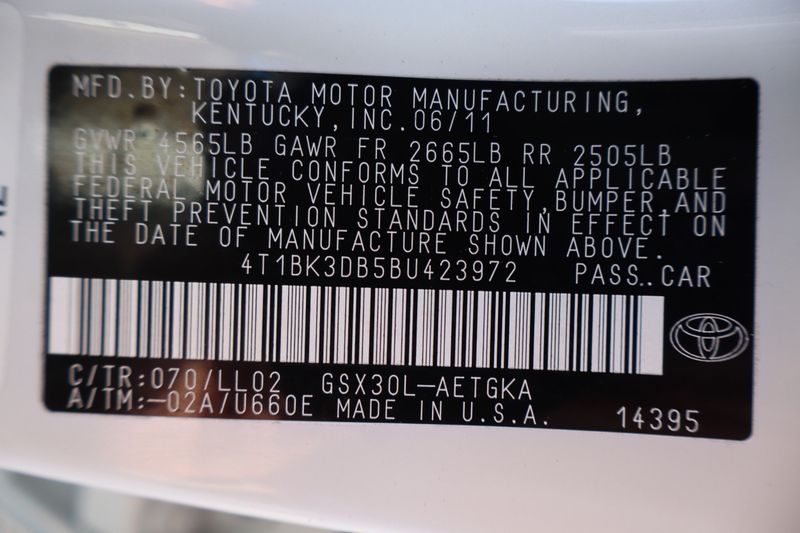 MFD. BY: TOYOTA MOTOR MANUFACTURING,
KENTUCKY, INC. 06/11
GVWR 4565LB GAWR FR 2665LB RR 2505LB
THIS VEHICLE CONFORMS TO ALL APPLICABLE
FEDERAL MOTOR VEHICLE SAFETY, BUMPER, AND
THEFT PREVENTION STANDARDS IN EFFECT ON
THE DATE OF MANUFACTURE SHOWN ABOVE.
4T1BK3DB5BU423972 PASS..CAR
C/TR:070/LL02 GSX30L-AETGKA
A/TM:-02A/U660E MADE IN U.S.A. 14395